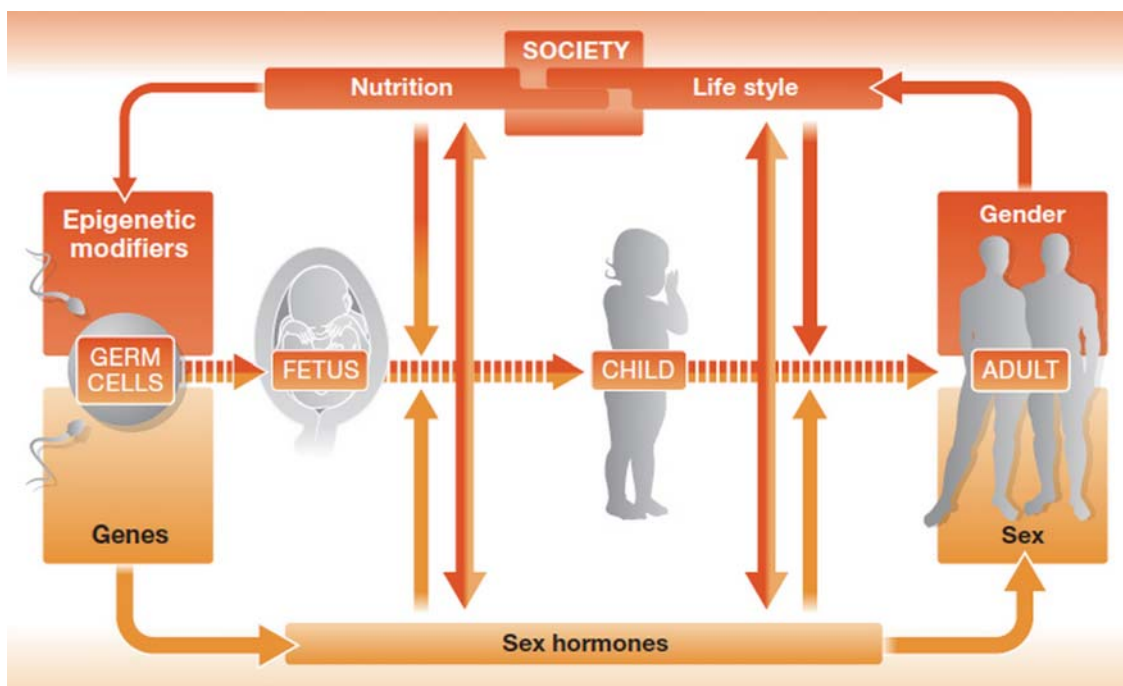 SOCIETY
Nutrition
Life style
Epigenetic
modifiers
Gender
GERM
CELLS
FETUS
CHILD
ADULT
Genes
Sex
Sex hormones